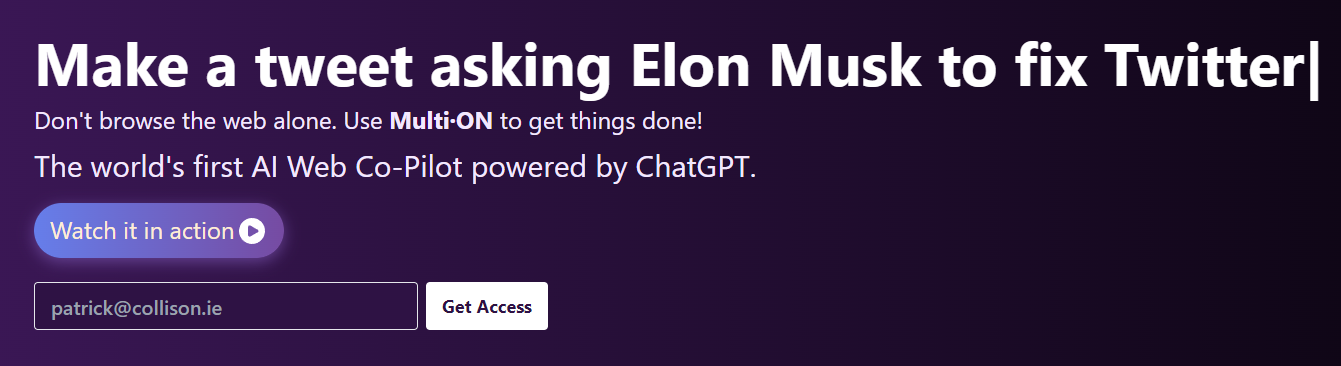 Make a tweet asking Elon Musk to fix Twitter|
Don't browse the web alone. Use Multi·ON to get things done!
The world's first AI Web Co-Pilot powered by ChatGPT.
Watch it in action
patrick@collison.ie
Get Access